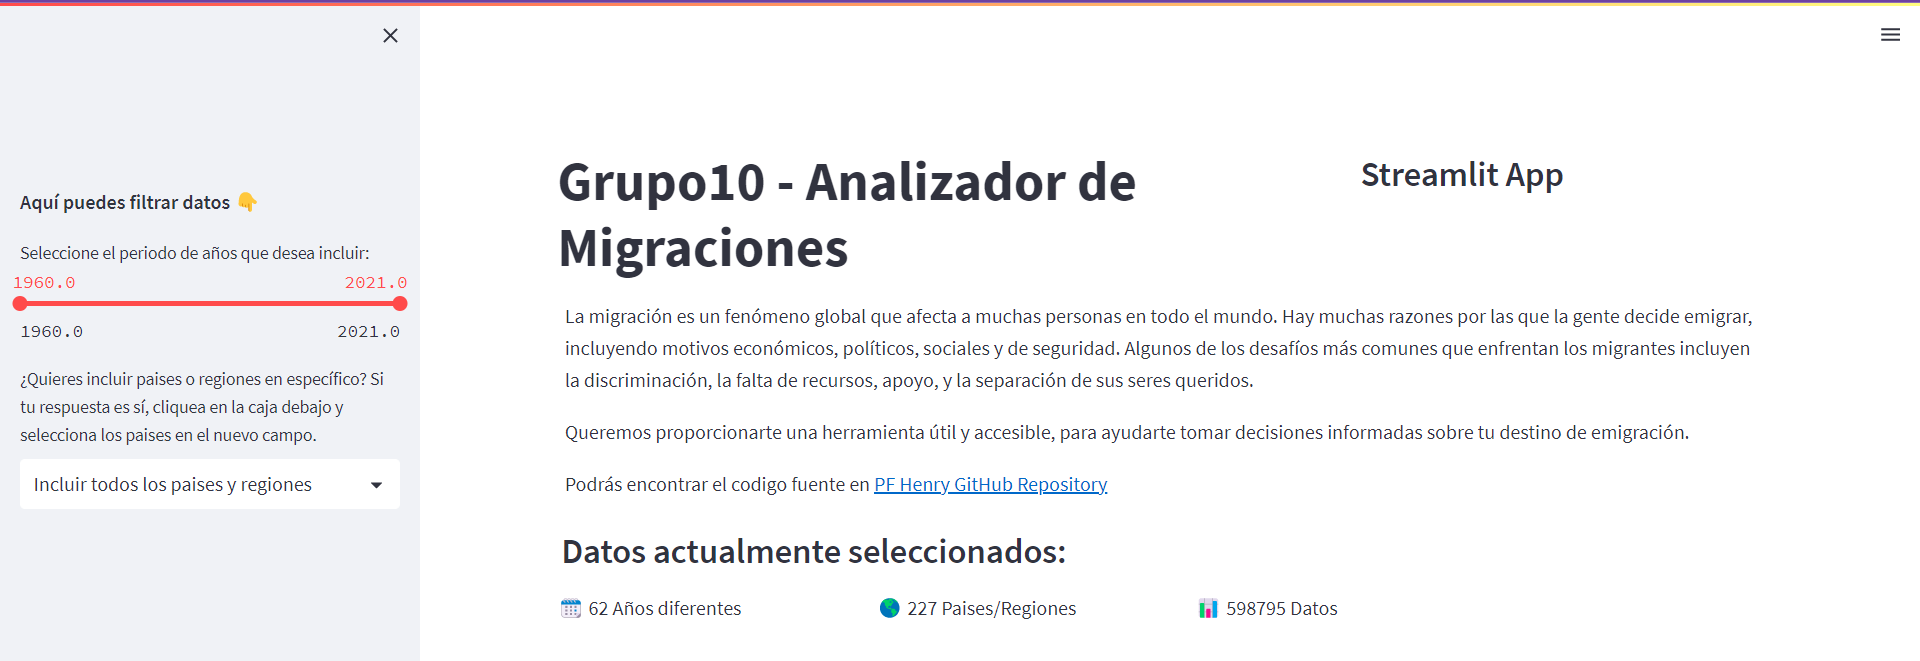 Aquí puedes filtrar datos 👇
Seleccione el periodo de años que desea incluir:
1960.0 2021.0
1960.0 2021.0
¿Quieres incluir paises o regiones en específico? Si
tu respuesta es sí, cliquea en la caja debajo y
selecciona los paises en el nuevo campo.
Incluir todos los paises y regiones
Grupo10 - Analizador de
Migraciones
Streamlit App
La migración es un fenómeno global que afecta a muchas personas en todo el mundo. Hay muchas razones por las que la gente decide emigrar,
incluyendo motivos económicos, políticos, sociales y de seguridad. Algunos de los desafíos más comunes que enfrentan los migrantes incluyen
la discriminación, la falta de recursos, apoyo, y la separación de sus seres queridos.
Queremos proporcionarte una herramienta útil y accesible, para ayudarte tomar decisiones informadas sobre tu destino de emigración.
Podrás encontrar el codigo fuente en PF Henry GitHub Repository
Datos actualmente seleccionados:
🗓️ 62 Años diferentes 🌎 227 Paises/Regiones 📊 598795 Datos